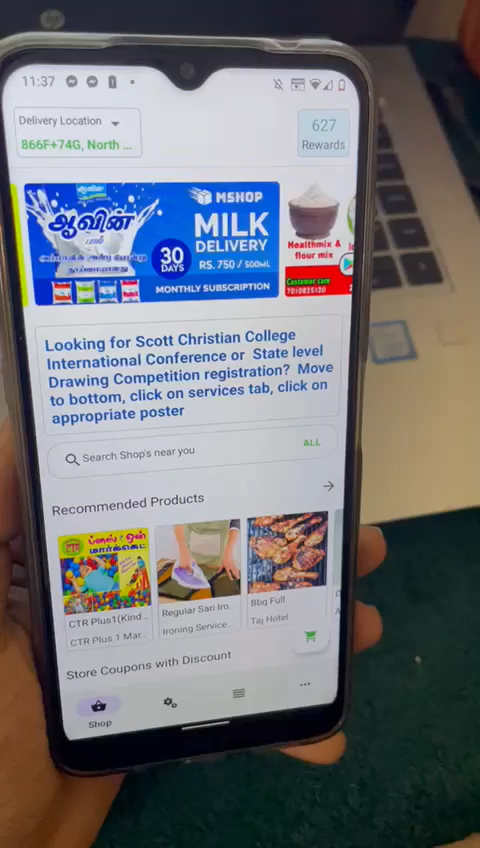 11:37
Delivery Location
866F+74G, North ...
627
Rewards
ஆவின்
பால்
MSHOP
MILK
DELIVERY
30
DAYS
RS. 750 / 500ML
MONTHLY SUBSCRIPTION
Healthmix &
flour mix
Customer care
7010835120
Looking for Scott Christian College
International Conference or State level
Drawing Competition registration? Move
to bottom, click on services tab, click on
appropriate poster
Search Shop's near you
ALL
Recommended Products
ப்ளஸ் ஒன்
மார்க்கெட்
CTR Plus1(Kind...
CTR Plus 1 Mar...
Regular Sari Iro...
Ironing Service...
Bbq Full
Taj Hotel
Store Coupons with Discount
Shop